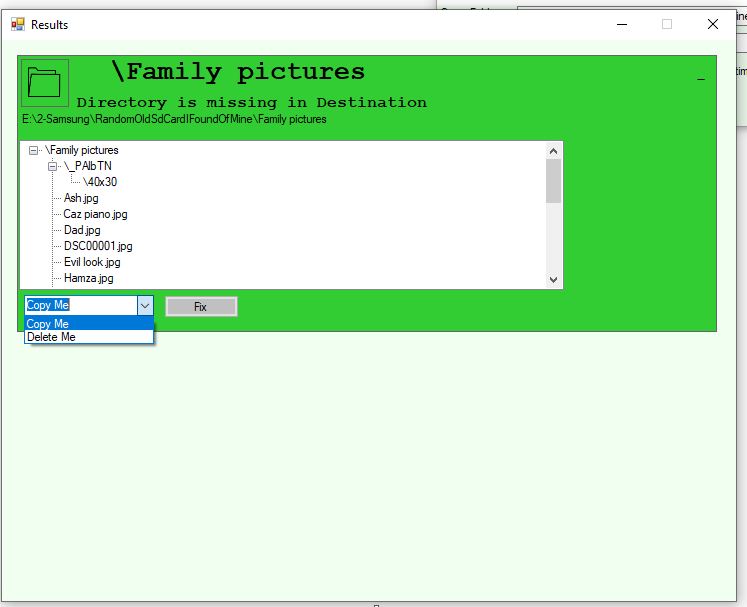 Results
\Family pictures
_
Directory is missing in Destination
E:\2-Samsung\RandomOldSdCardIFoundOfMine\Family pictures
\Family pictures
\_PAlbTN
\40x30
Ash.jpg
Caz piano.jpg
Dad.jpg
DSC00001.jpg
Evil look.jpg
Hamza.jpg
Copy Me
Fix
Copy Me
Delete Me